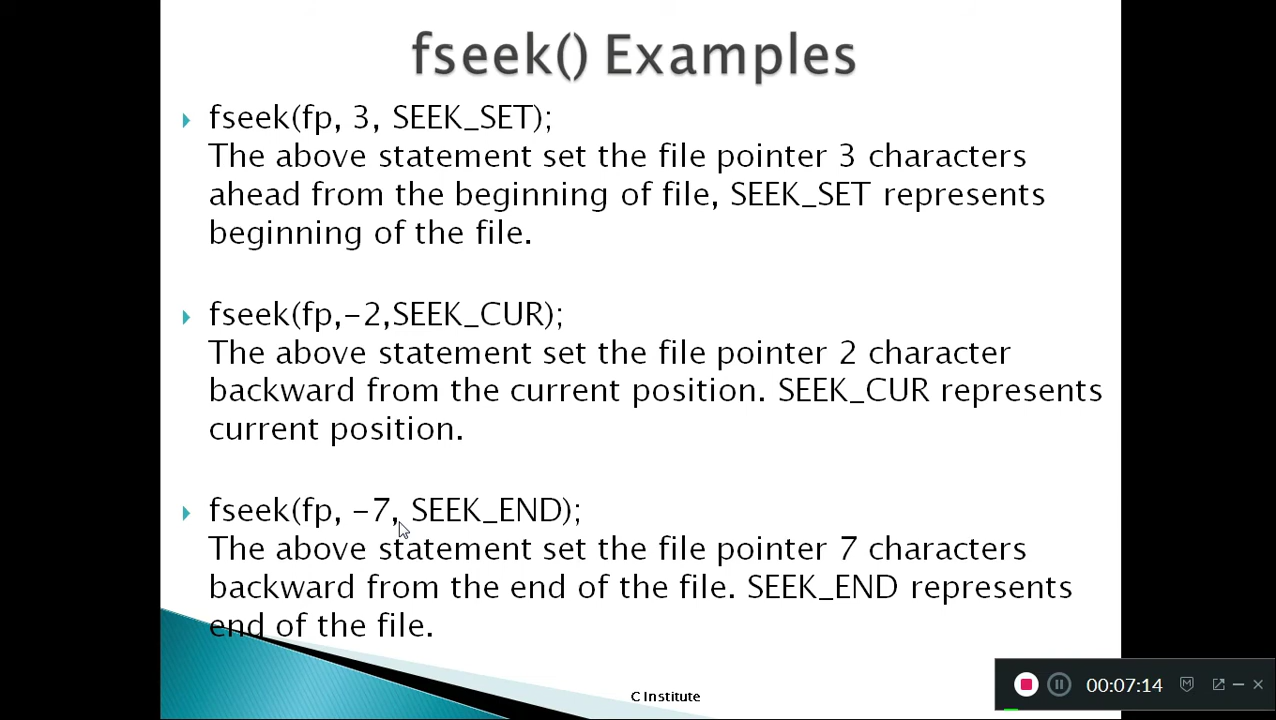 fseek() Examples
fseek(fp, 3, SEEK_SET);
The above statement set the file pointer 3 characters
ahead from the beginning of file, SEEK_SET represents
beginning of the file.
fseek(fp,-2,SEEK_CUR);
The above statement set the file pointer 2 character
backward from the current position. SEEK_CUR represents
current position.
fseek(fp, -7, SEEK_END);
The above statement set the file pointer 7 characters
backward from the end of the file. SEEK_END represents
end of the file.
C Institute
00:07:14